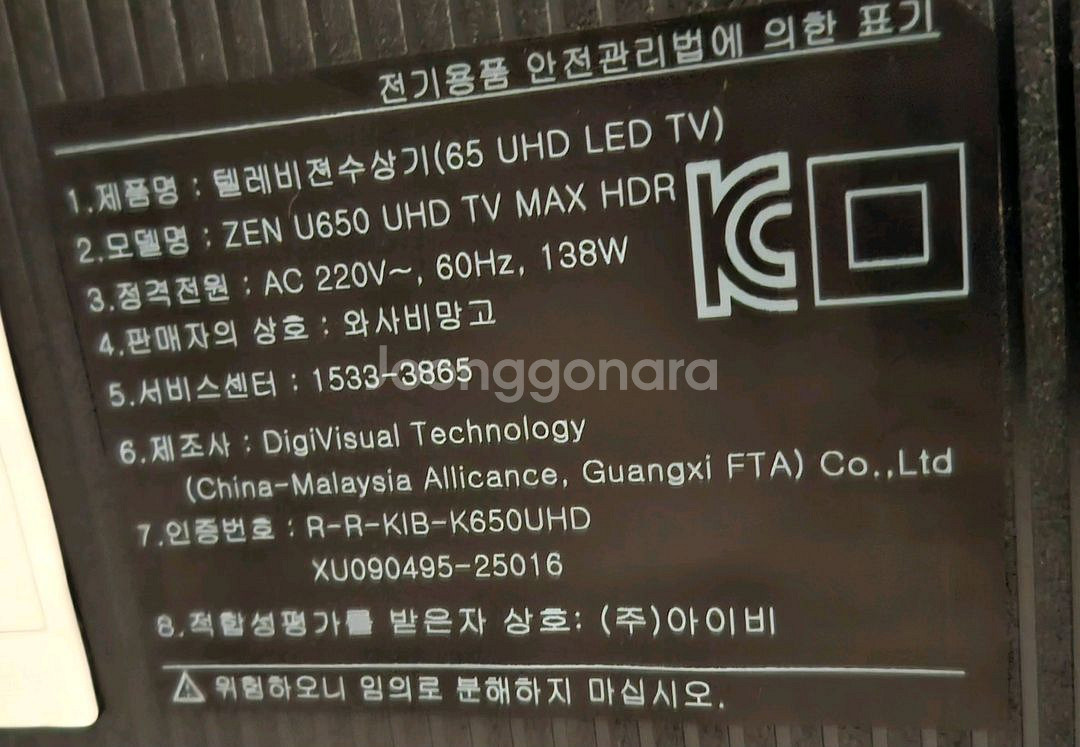 전기용품 안전관리법에 의한 표기
1.제품명 : 텔레비전수상기(65 UHD LED TV)
2.모델명 : ZEN U650 UHD TV MAX HDR
3.정격전원 : AC 220V~, 60Hz, 138W
4.판매자의 상호 : 와사비망고
5.서비스센터 : 1533-3865
Joonggonara
6.제조사 : DigiVisual Technology
(China-Malaysia Allicance, Guangxi FTA) Co.,Ltd
7.인증번호 : R-R-KIB-K650UHD
XU090495-25016
8.적합성평가를 받은자 상호: (주)아이비
위험하오니 임의로 분해하지 마십시오.